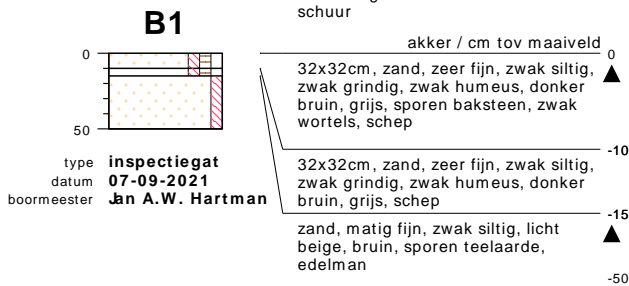 schuur
B1
akker / cm tov maaiveld
0
0
32x32cm, zand, zeer fijn, zwak siltig,
zwak grindig, zwak humeus, donker
bruin, grijs, sporen baksteen, zwak
wortels, schep
50
-10
type inspectiegat
datum 07-09-2021
boormeester Jan A.W. Hartman
32x32cm, zand, zeer fijn, zwak siltig,
zwak grindig, zwak humeus, donker
bruin, grijs, schep
-15
zand, matig fijn, zwak siltig, licht
beige, bruin, sporen teelaarde,
edelman
-50